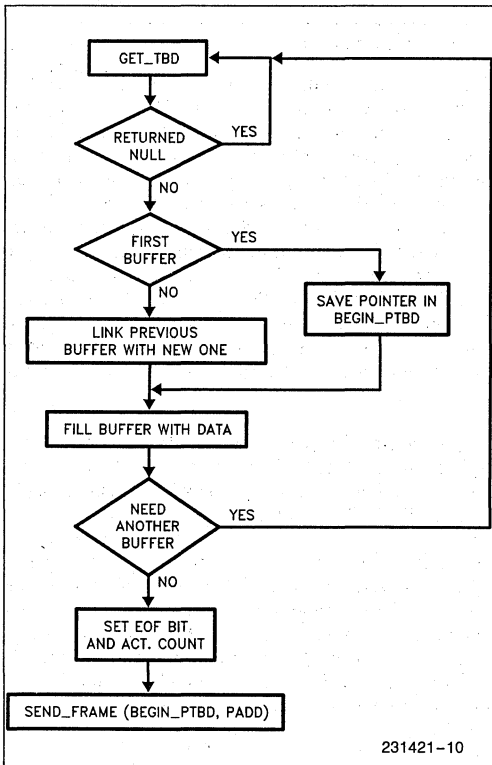 GET_TBD
RETURNED
NULL
YES
NO
FIRST
BUFFER
YES
NO
SAVE POINTER IN
BEGIN_PTBD
LINK PREVIOUS
BUFFER WITH NEW ONE
FILL BUFFER WITH DATA
NEED
ANOTHER
BUFFER
YES
NO
SET EOF BIT
AND ACT. COUNT
SEND_FRAME (BEGIN_PTBD, PADD)
231421-10